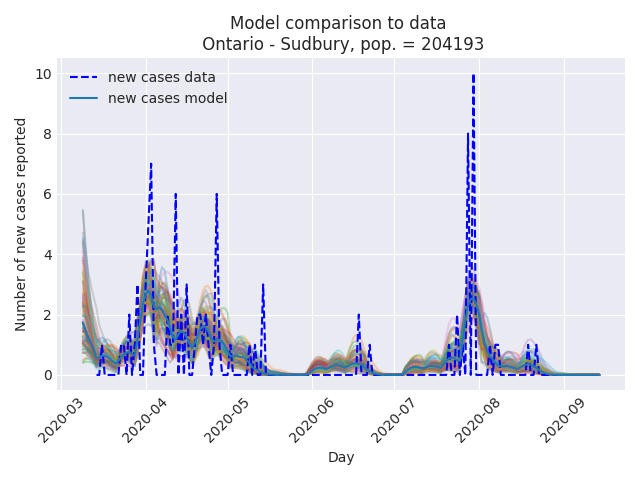 Model comparison to data
Ontario - Sudbury, pop. = 204193
new cases data
new cases model
Number of new cases reported
10
8
6
4
2
0
2020-03
2020-04
2020-05
2020-06
2020-07
2020-08
2020-09
Day